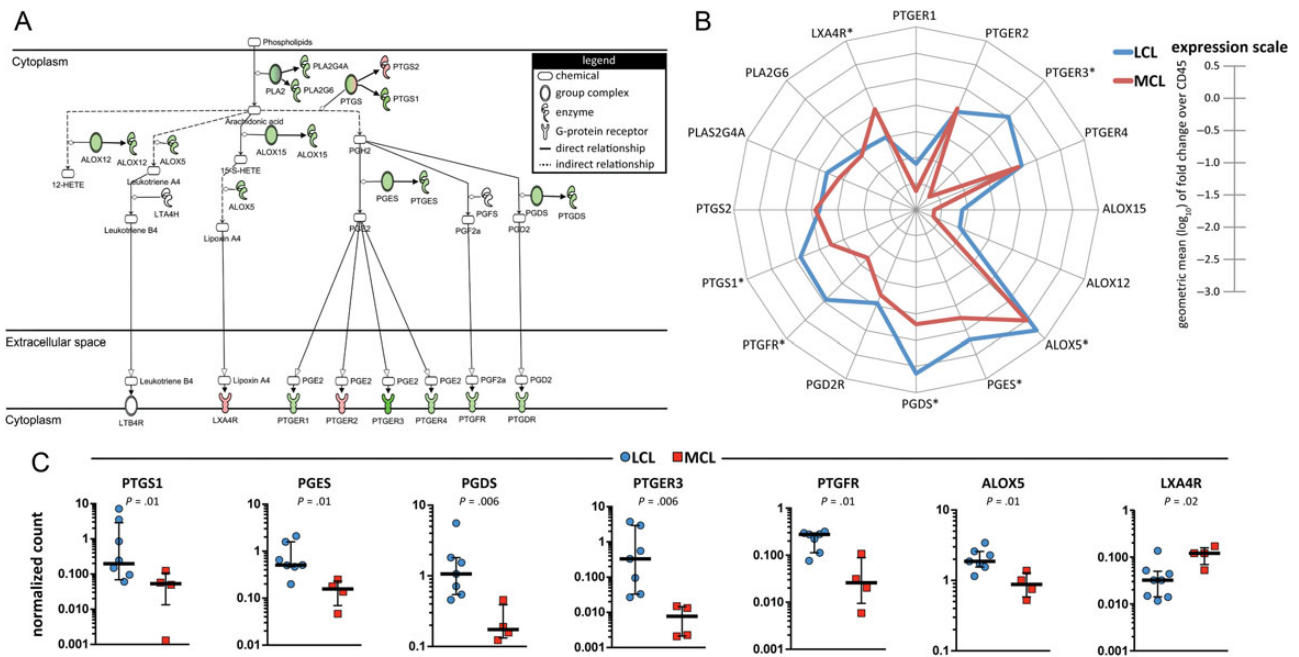 A
Phospholipids
Cytoplasm
PLA2G4A
PLA2
PLA2G6
PTGS2
PTGS
PTGS1
legend
chemical
group complex
enzyme
G-protein receptor
direct relationship
indirect relationship
Arachidonic acid
ALOX12
ALOX12
ALOX5
ALOX15
ALOX15
PGH2
12-HETE
Leukotriene A4
15-S-HETE
LTA4H
ALOX5
PGES
PTGES
PGFS
PGDS
PTGDS
Leukotriene B4
Lipoxin A4
PGE2
PGF2a
PGD2
Extracellular space
Leukotriene B4
Lipoxin A4
PGE2
PGE2
PGE2
PGE2
PGF2a
PGD2
Cytoplasm
LTB4R
LXA4R
PTGER1
PTGER2
PTGER3
PTGER4
PTGFR
PTGDR
B
PTGER1
PTGER2
PTGER3*
PTGER4
ALOX15
ALOX12
ALOX5*
PGES*
PGDS*
PGD2R
PTGFR*
PTGS1*
PTGS2
PLAS2G4A
PLA2G6
LXA4R*
LCL
MCL
expression scale
geometric mean (log10) of fold change over CD45
0.5
0.0
−0.5
−1.0
−1.5
−2.0
−2.5
−3.0
C
LCL MCL
normalized count
PTGS1
P = .01
10
1
0.100
0.010
0.001
PGES
P = .01
10
1
0.1
0.01
PGDS
P = .006
10
1
0.1
PTGER3
P = .006
10
1
0.100
0.010
0.001
PTGFR
P = .01
1
0.100
0.010
0.001
ALOX5
P = .01
10
1
0.1
LXA4R
P = .02
1
0.100
0.010
0.001